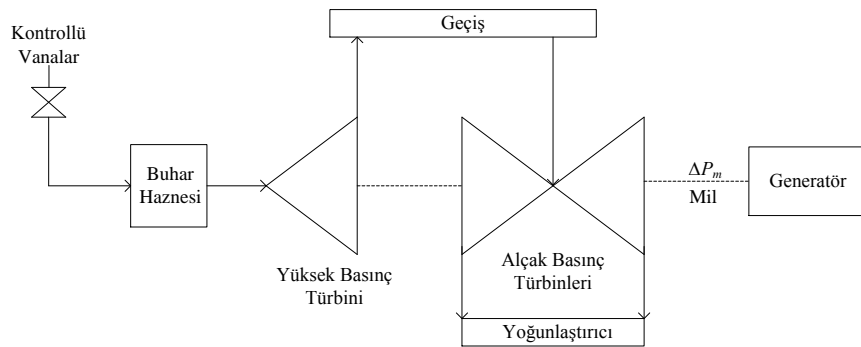 Geçiş
Kontrollü
Vanalar
Buhar
Haznesi
ΔPm
Mil
Generatör
Yüksek Basınç
Türbini
Alçak Basınç
Türbinleri
Yoğunlaştırıcı